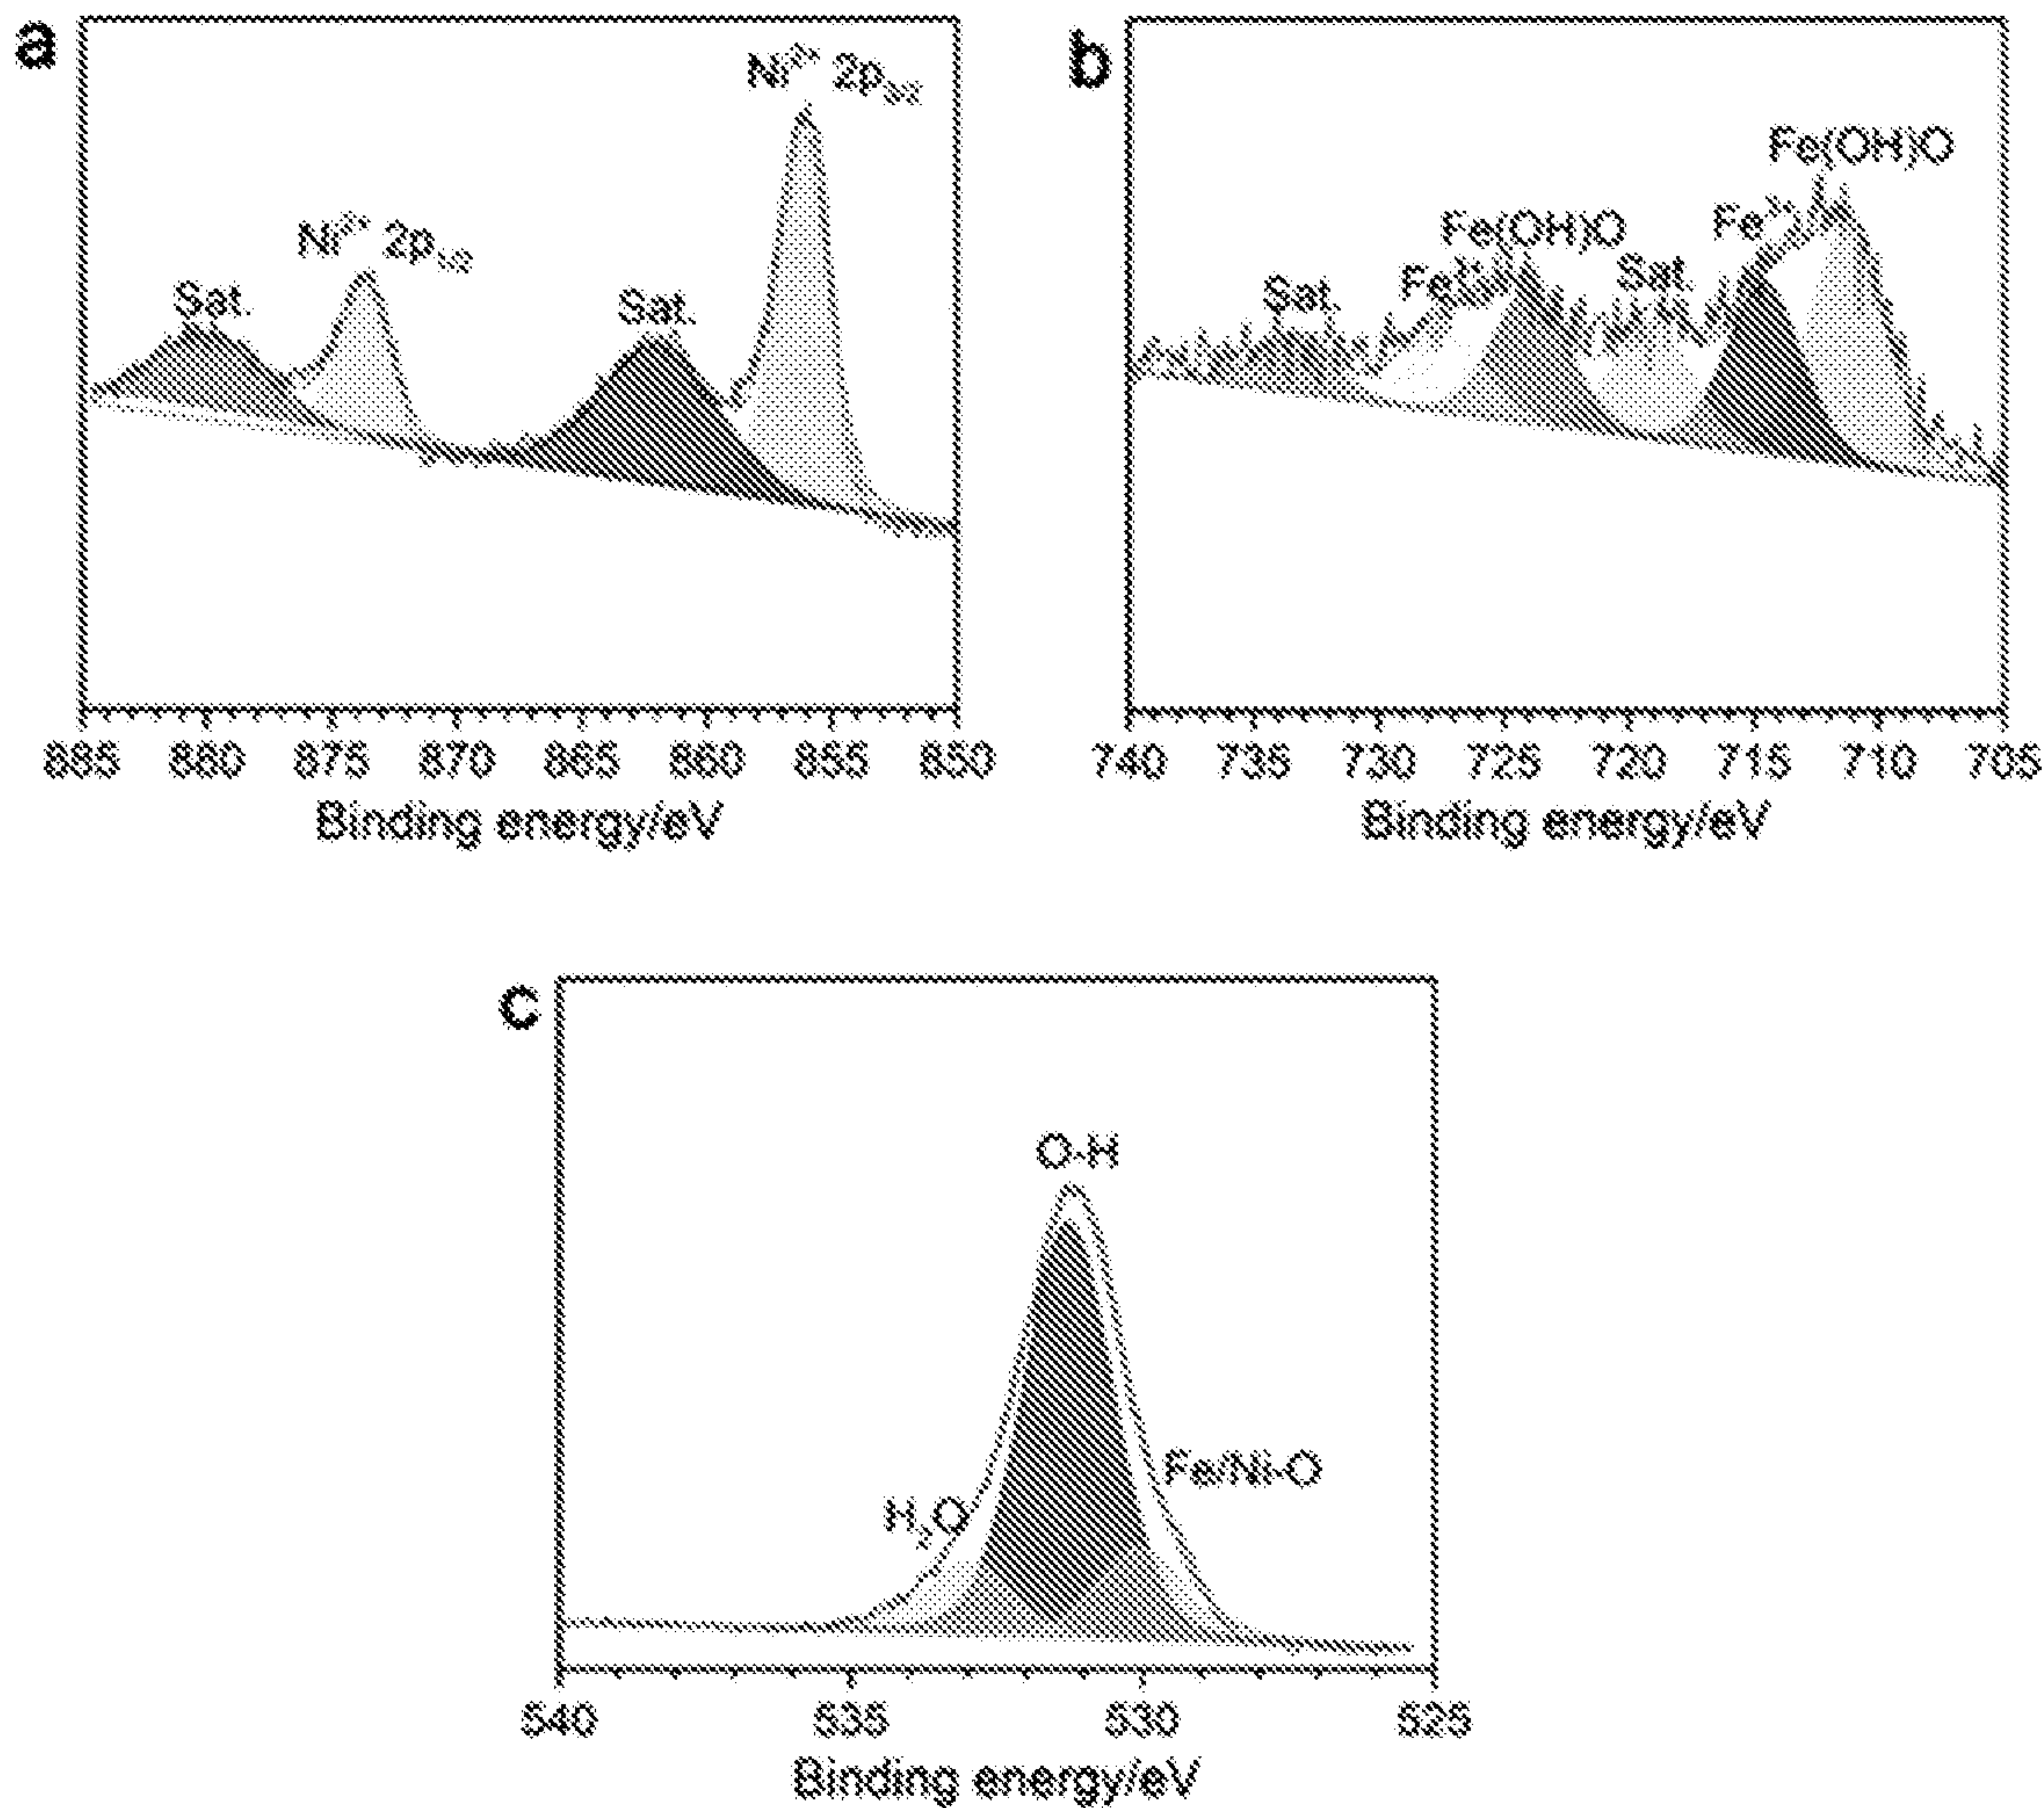 a
Ni²⁺ 2p₃/₂
Ni²⁺ 2p₁/₂
Sat.
Sat.
885 880 875 870 865 860 855 850
Binding energy/eV
b
Fe(OH)O
Fe³⁺
Fe(OH)O
Fe³⁺
Sat.
Sat.
740 735 730 725 720 715 710 705
Binding energy/eV
c
O-H
Fe/Ni-O
H₂O
540 535 530 525
Binding energy/eV